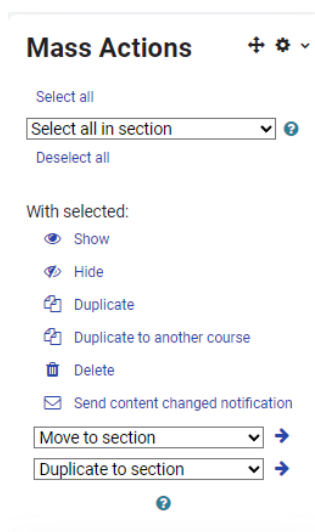 Mass Actions
Select all
Select all in section
Deselect all
With selected:
Show
Hide
Duplicate
Duplicate to another course
Delete
Send content changed notification
Move to section
Duplicate to section